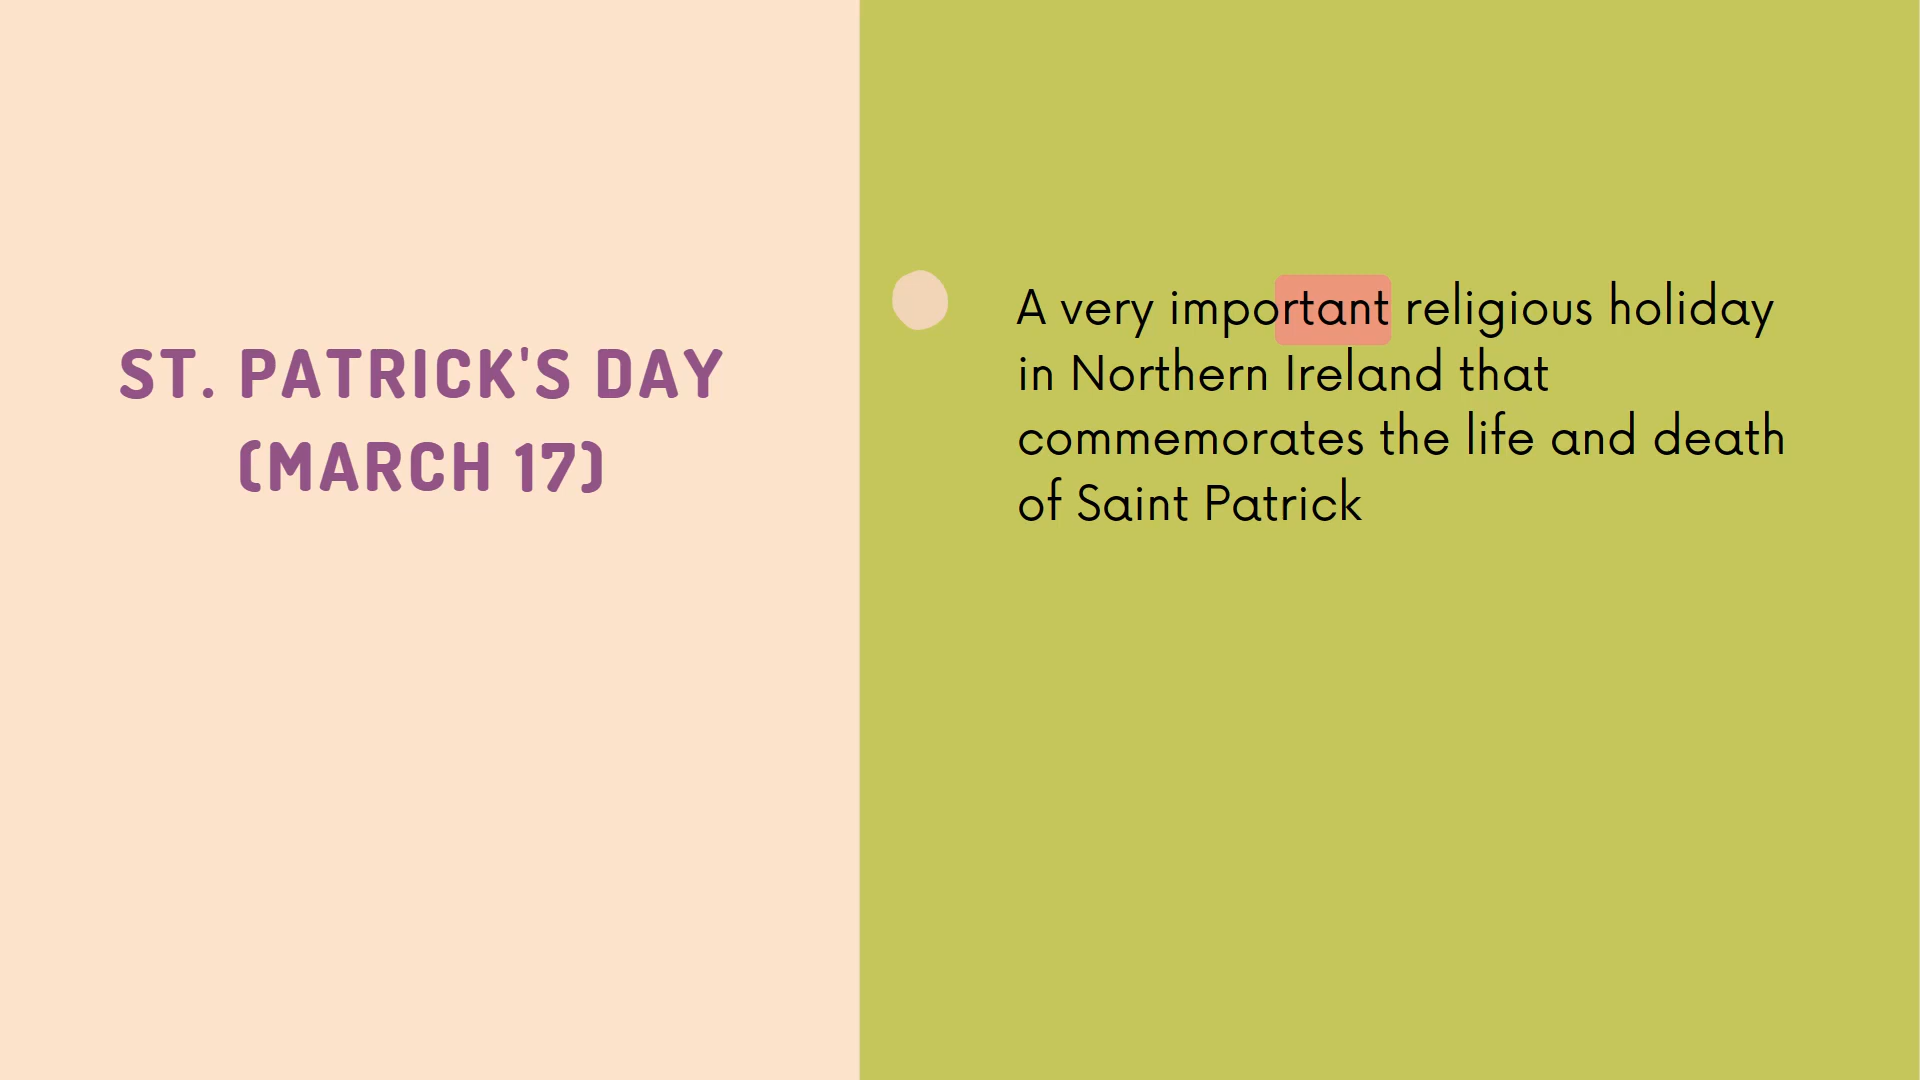 ST. PATRICK'S DAY
(MARCH 17)
A very important religious holiday
in Northern Ireland that
commemorates the life and death
of Saint Patrick